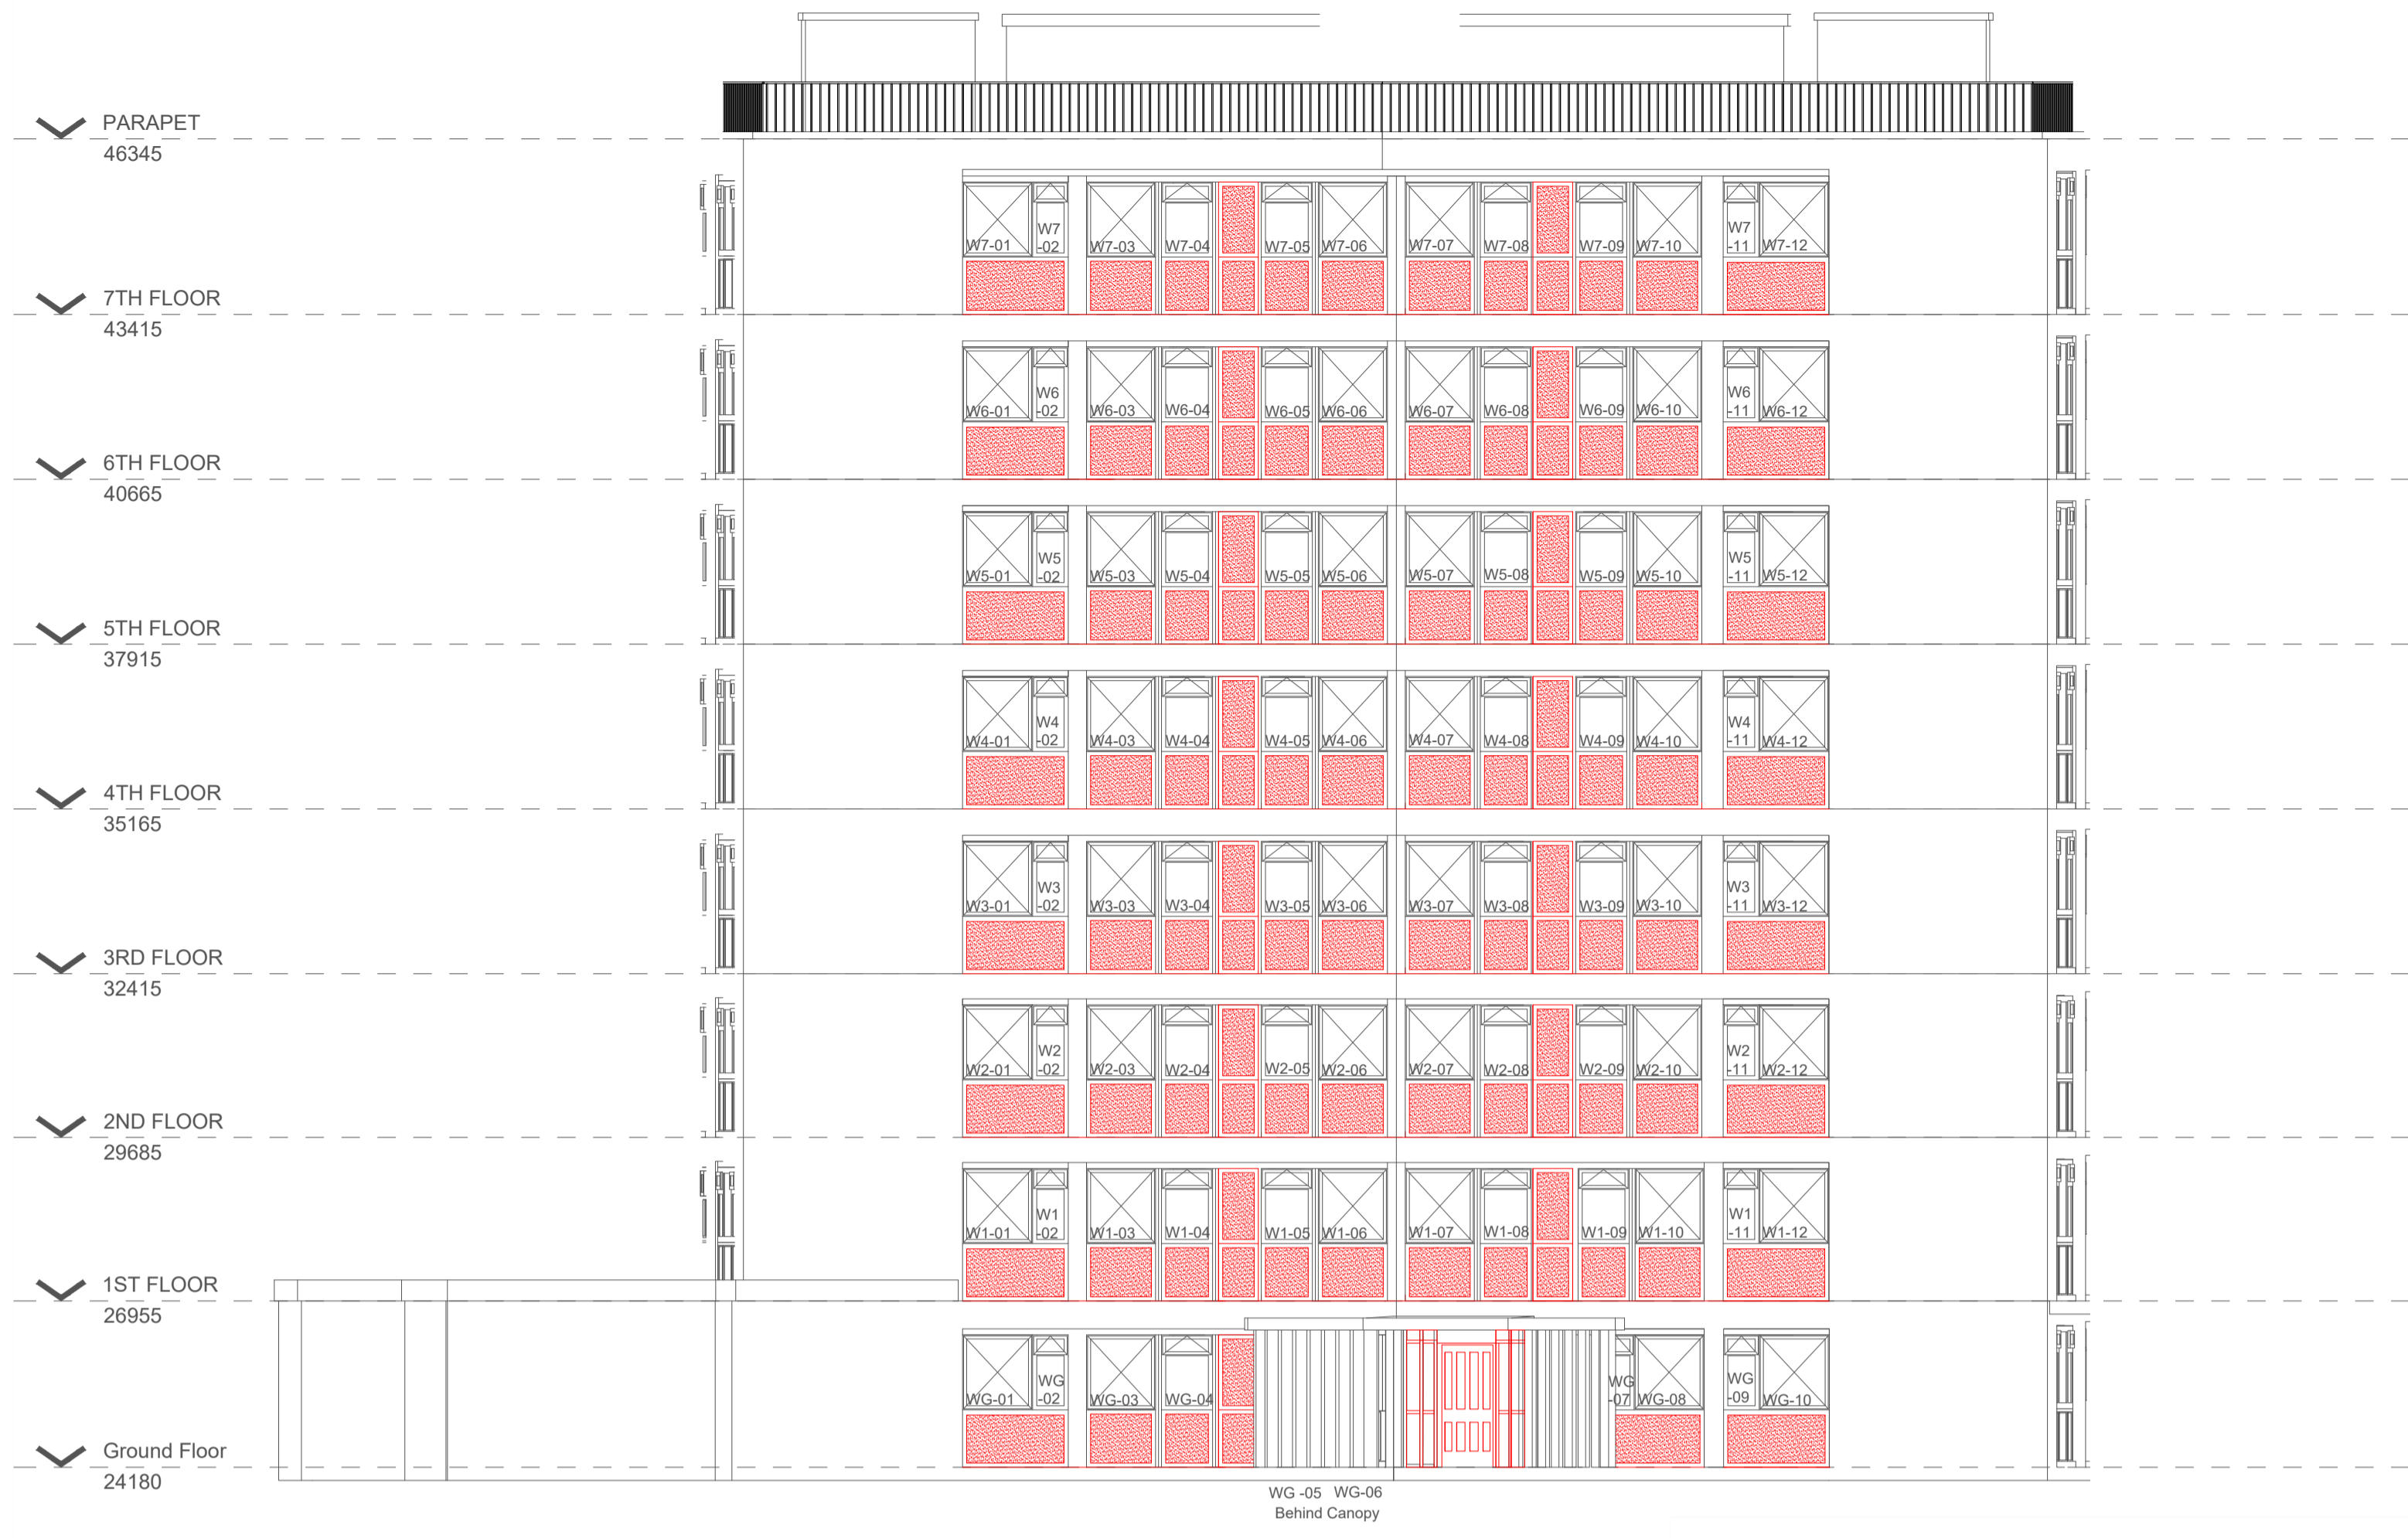 PARAPET
46345
W7-01
W7
-02
W7-03
W7-04
W7-05
W7-06
W7-07
W7-08
W7-09
W7-10
W7
-11
W7-12
7TH FLOOR
43415
W6-01
W6
-02
W6-03
W6-04
W6-05
W6-06
W6-07
W6-08
W6-09
W6-10
W6
-11
W6-12
6TH FLOOR
40665
W5-01
W5
-02
W5-03
W5-04
W5-05
W5-06
W5-07
W5-08
W5-09
W5-10
W5
-11
W5-12
5TH FLOOR
37915
W4-01
W4
-02
W4-03
W4-04
W4-05
W4-06
W4-07
W4-08
W4-09
W4-10
W4
-11
W4-12
4TH FLOOR
35165
W3-01
W3
-02
W3-03
W3-04
W3-05
W3-06
W3-07
W3-08
W3-09
W3-10
W3
-11
W3-12
3RD FLOOR
32415
W2-01
W2
-02
W2-03
W2-04
W2-05
W2-06
W2-07
W2-08
W2-09
W2-10
W2
-11
W2-12
2ND FLOOR
29685
W1-01
W1
-02
W1-03
W1-04
W1-05
W1-06
W1-07
W1-08
W1-09
W1-10
W1
-11
W1-12
1ST FLOOR
26955
WG-01
WG
-02
WG-03
WG-04
WG
-07
WG-08
WG
-09
WG-10
Ground Floor
24180
WG -05 WG-06
Behind Canopy